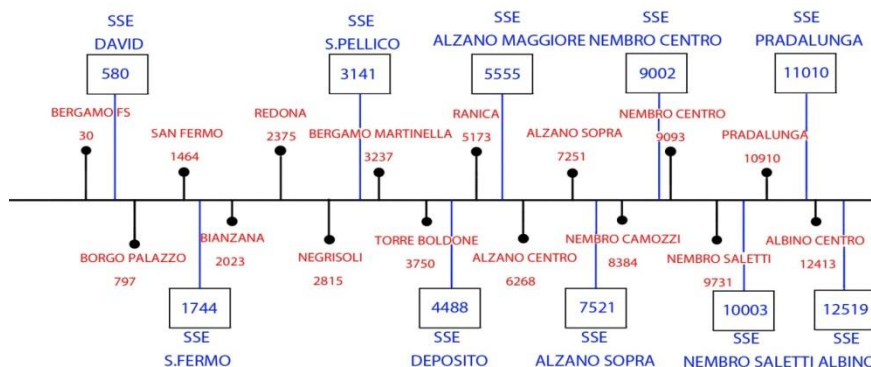 SSE
DAVID
580
SSE
S.PELLICO
3141
SSE
ALZANO MAGGIORE
5555
SSE
NEMBRO CENTRO
9002
SSE
PRADALUNGA
11010
BERGAMO FS
30
SAN FERMO
1464
REDONA
2375
BERGAMO MARTINELLA
3237
RANICA
5173
ALZANO SOPRA
7251
NEMBRO CENTRO
9093
PRADALUNGA
10910
BORGO PALAZZO
797
BIANZANA
2023
NEGRISOLI
2815
TORRE BOLDONE
3750
ALZANO CENTRO
6268
NEMBRO CAMOZZI
8384
NEMBRO SALETTI
9731
ALBINO CENTRO
12413
1744
SSE
S.FERMO
4488
SSE
DEPOSITO
7521
SSE
ALZANO SOPRA
10003
SSE
NEMBRO SALETTI
12519
SSE
ALBINO